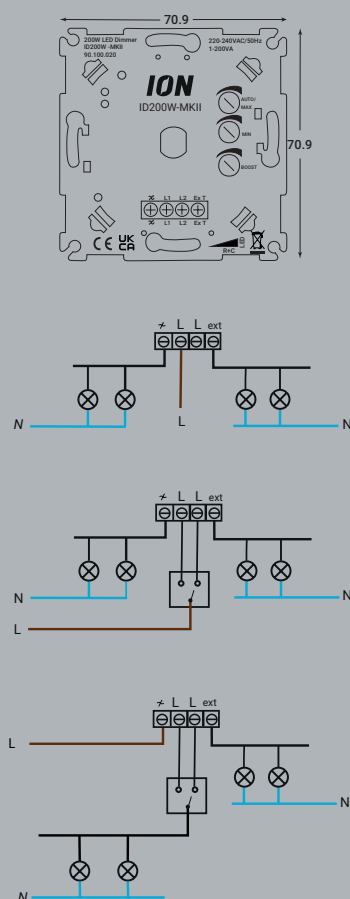 70.9
200W LED Dimmer
ID200W -MKII
90.100.020
220-240VAC/50Hz
1-200VA
ION
ID200W-MKII
AUTO/
MAX
MIN
BOOST
70.9
L1 L2 Ex T
L1 L2 Ex T
CE UK
CA
LED
R+C
L L ext
L
N
N
L L ext
N
N
L
L L ext
L
N
N